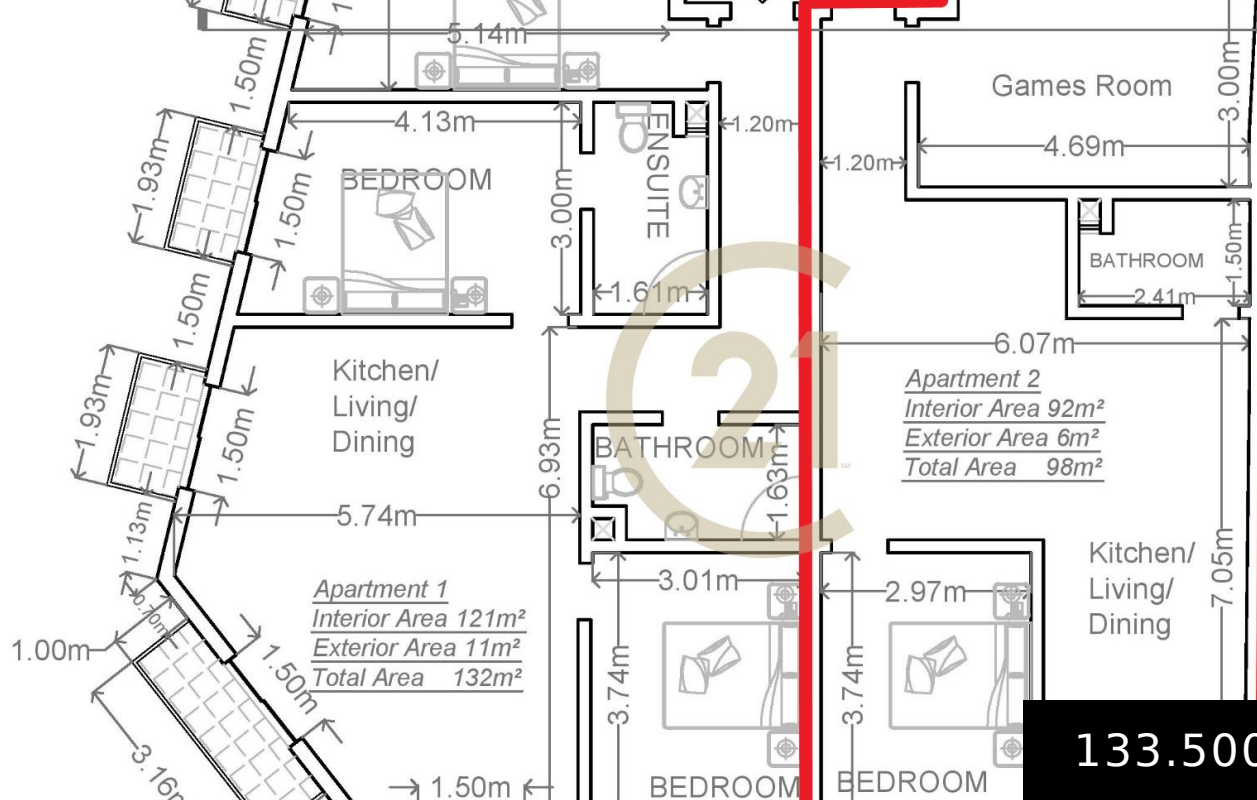 5.14m
1.50m
3.00m
Games Room
4.13m
1.20m
4.69m
1.20m
1.93m
BEDROOM
1.50m
3.00m
ENSUITE
1.61m
BATHROOM
1.50m
2.41m
1.50m
6.07m
Kitchen/
Living/
Dining
Apartment 2
Interior Area 92m²
Exterior Area 6m²
Total Area 98m²
1.93m
1.50m
6.93m
BATHROOM
1.63m
21
5.74m
1.13m
Kitchen/
Living/
Dining
7.05m
3.01m
2.97m
Apartment 1
Interior Area 121m²
Exterior Area 11m²
Total Area 132m²
0.70m
1.00m
1.50m
3.74m
3.74m
3.16m
1.50m
BEDROOM
BEDROOM
133.500